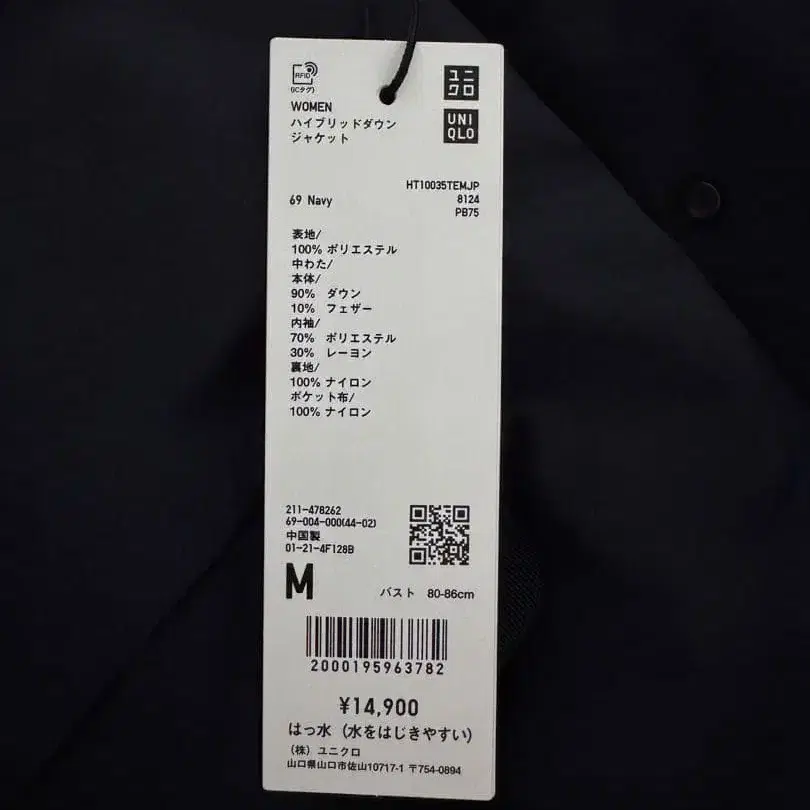 RFID
(ICタグ)
ユニ
クロ
WOMEN
ハイブリッドダウン
ジャケット
UNI
QLO
HT10035TEMJP
69 Navy
8124
PB75
表地/
100% ポリエステル
中わた/
本体/
90% ダウン
10% フェザー
内袖/
70% ポリエステル
30% レーヨン
裏地/
100% ナイロン
ポケット布/
100% ナイロン
211-478262
69-004-000(44-02)
中国製
01-21-4F128B
M バスト 80-86cm
2000195963782
¥14,900
はっ水（水をはじきやすい）
（株）ユニクロ
山口県山口市佐山10717-1 〒754-0894